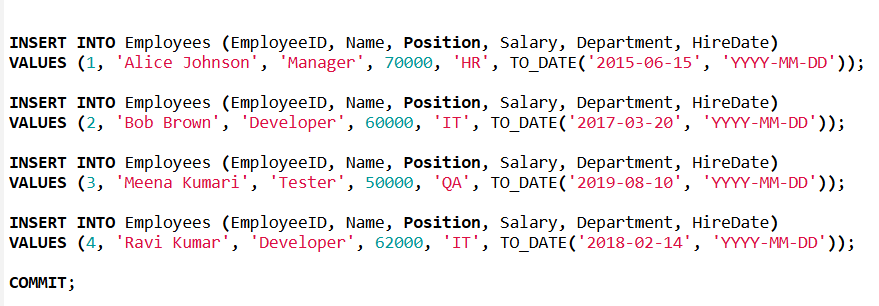 INSERT INTO Employees (EmployeeID, Name, Position, Salary, Department, HireDate)
VALUES (1, 'Alice Johnson', 'Manager', 70000, 'HR', TO_DATE('2015-06-15', 'YYYY-MM-DD'));
INSERT INTO Employees (EmployeeID, Name, Position, Salary, Department, HireDate)
VALUES (2, 'Bob Brown', 'Developer', 60000, 'IT', TO_DATE('2017-03-20', 'YYYY-MM-DD'));
INSERT INTO Employees (EmployeeID, Name, Position, Salary, Department, HireDate)
VALUES (3, 'Meena Kumari', 'Tester', 50000, 'QA', TO_DATE('2019-08-10', 'YYYY-MM-DD'));
INSERT INTO Employees (EmployeeID, Name, Position, Salary, Department, HireDate)
VALUES (4, 'Ravi Kumar', 'Developer', 62000, 'IT', TO_DATE('2018-02-14', 'YYYY-MM-DD'));
COMMIT;